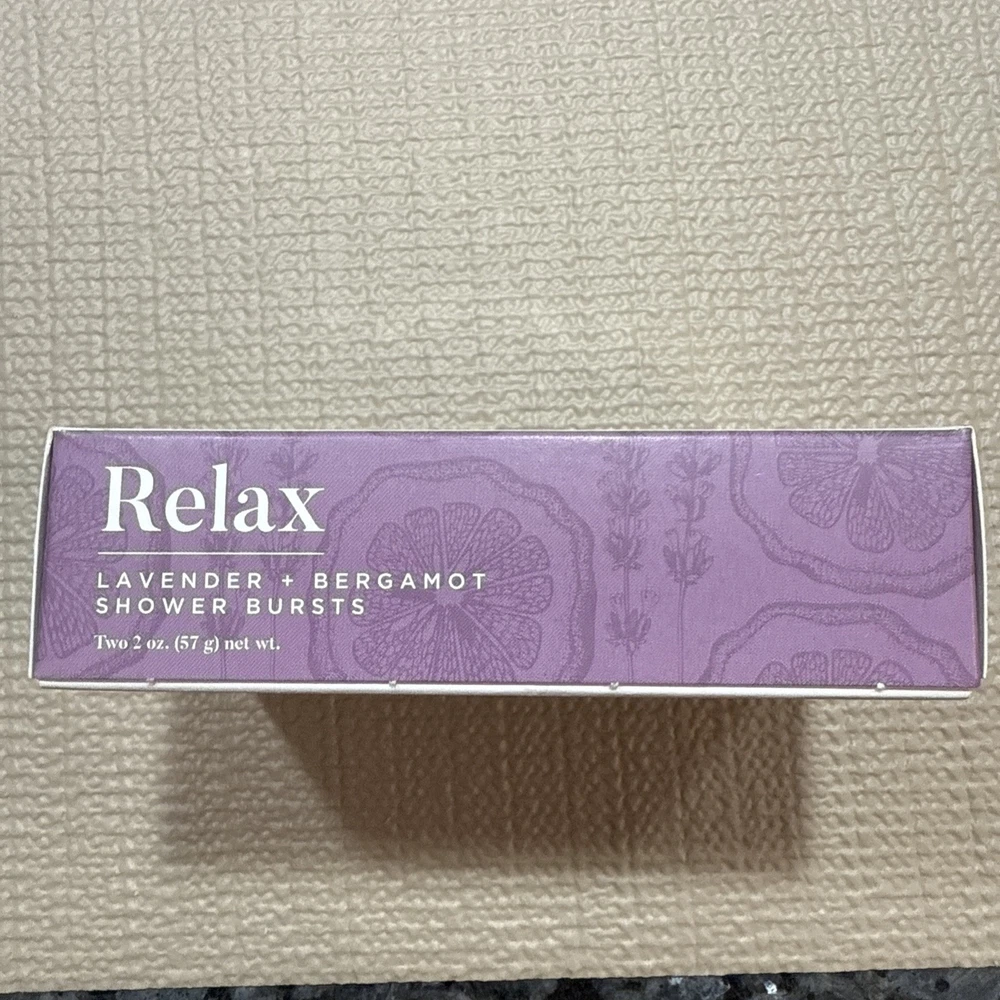 Relax
LAVENDER + BERGAMOT
SHOWER BURSTS
Two 2 oz. (57 g) net wt.